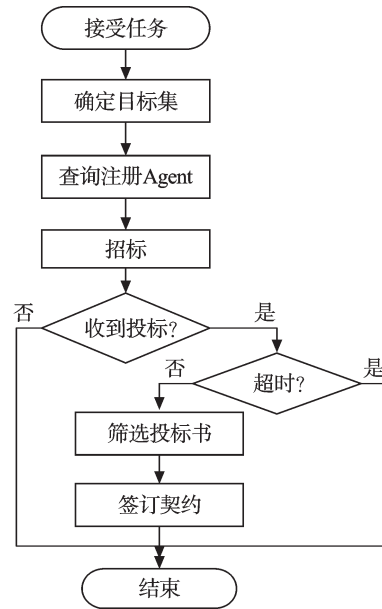 接受任务
确定目标集
查询注册Agent
招标
否
是
收到投标?
否
是
超时?
筛选投标书
签订契约
结束